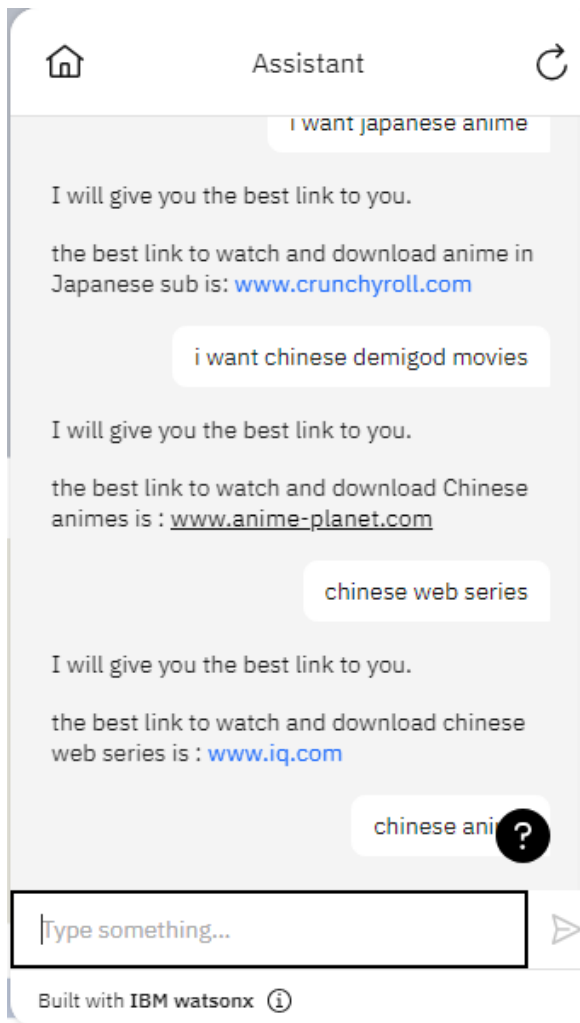 Assistant
i want japanese anime
I will give you the best link to you.
the best link to watch and download anime in
Japanese sub is: www.crunchyroll.com
i want chinese demigod movies
I will give you the best link to you.
the best link to watch and download Chinese
animes is : www.anime-planet.com
chinese web series
I will give you the best link to you.
the best link to watch and download chinese
web series is : www.iq.com
chinese
?
Type something...
Built with IBM watsonx